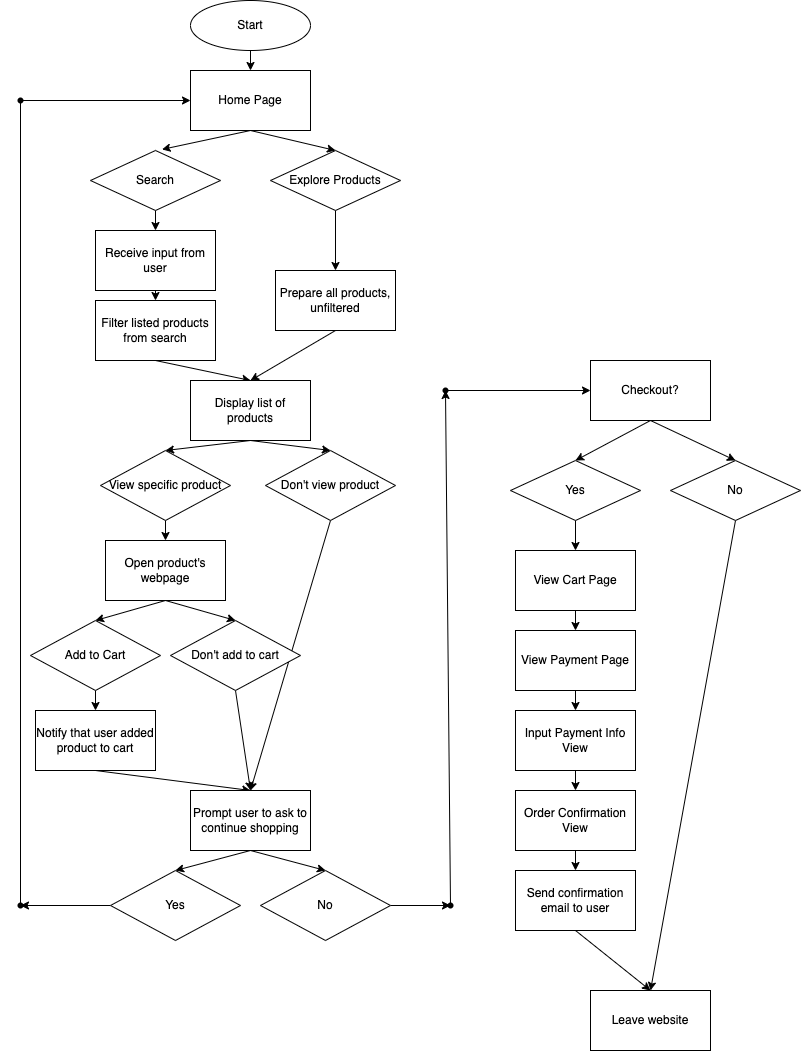 Start
Home Page
Search
Explore Products
Receive input from
user
Prepare all products,
unfiltered
Filter listed products
from search
Display list of
products
View specific product
Don't view product
Open product's
webpage
Add to Cart
Don't add to cart
Notify that user added
product to cart
Prompt user to ask to
continue shopping
Yes
No
Checkout?
Yes
No
View Cart Page
View Payment Page
Input Payment Info
View
Order Confirmation
View
Send confirmation
email to user
Leave website